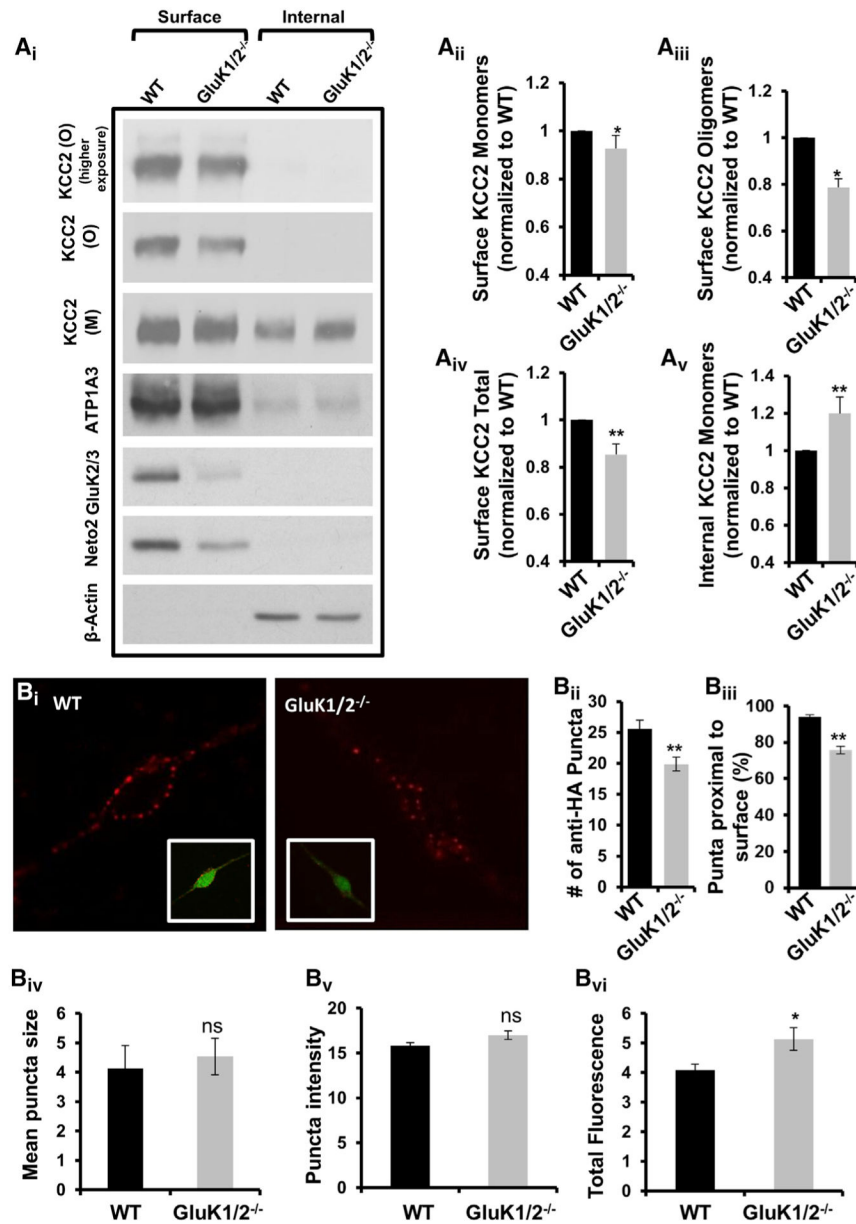 Surface Internal
Ai
WT GluK1/2-/- WT GluK1/2-/-
KCC2 (O)
(higher
exposure)
KCC2
(O)
KCC2
(M)
ATP1A3
GluK2/3
Neto2
β-Actin
Aii
Surface KCC2 Monomers
(normalized to WT)
1
0.8
0.6
0.4
*
WT
GluK1/2-/-
Aiii
Surface KCC2 Oligomers
(normalized to WT)
1
0.8
0.6
0.4
*
WT
GluK1/2-/-
Aiv
Surface KCC2 Total
(normalized to WT)
1.2
1
0.8
0.6
0.4
**
WT
GluK1/2-/-
Av
Internal KCC2 Monomers
(normalized to WT)
1.4
1.2
1
0.8
0.6
0.4
**
WT
GluK1/2-/-
Bi
WT
GluK1/2-/-
Bii
# of anti-HA Puncta
30
25
20
15
10
5
0
**
WT
GluK1/2-/-
Biii
Punta proximal to
surface (%)
100
80
60
40
20
0
**
WT
GluK1/2-/-
Biv
Mean puncta size
6
5
4
3
2
1
0
ns
WT GluK1/2-/-
Bv
Puncta intensity
20
15
10
5
0
ns
WT GluK1/2-/-
Bvi
Total Fluorescence
6
5
4
3
2
1
0
*
WT GluK1/2-/-